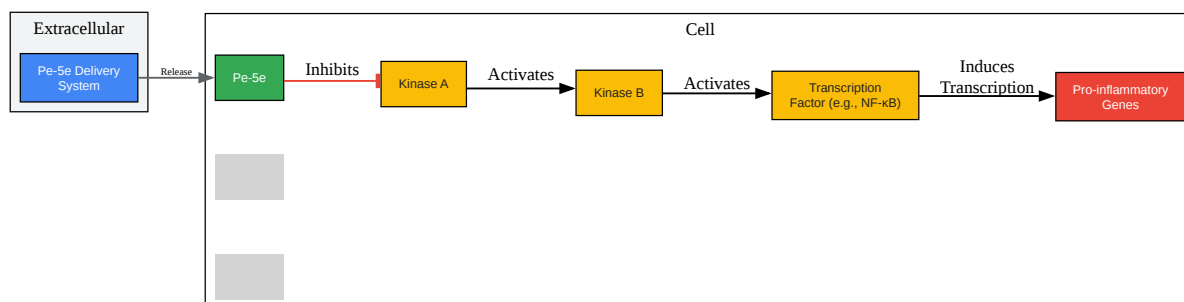 Extracellular
Cell
Pe-5e Delivery
System
Release
Pe-5e
Inhibits
Kinase A
Activates
Kinase B
Activates
Transcription
Factor (e.g., NF-κB)
Induces
Transcription
Pro-inflammatory
Genes